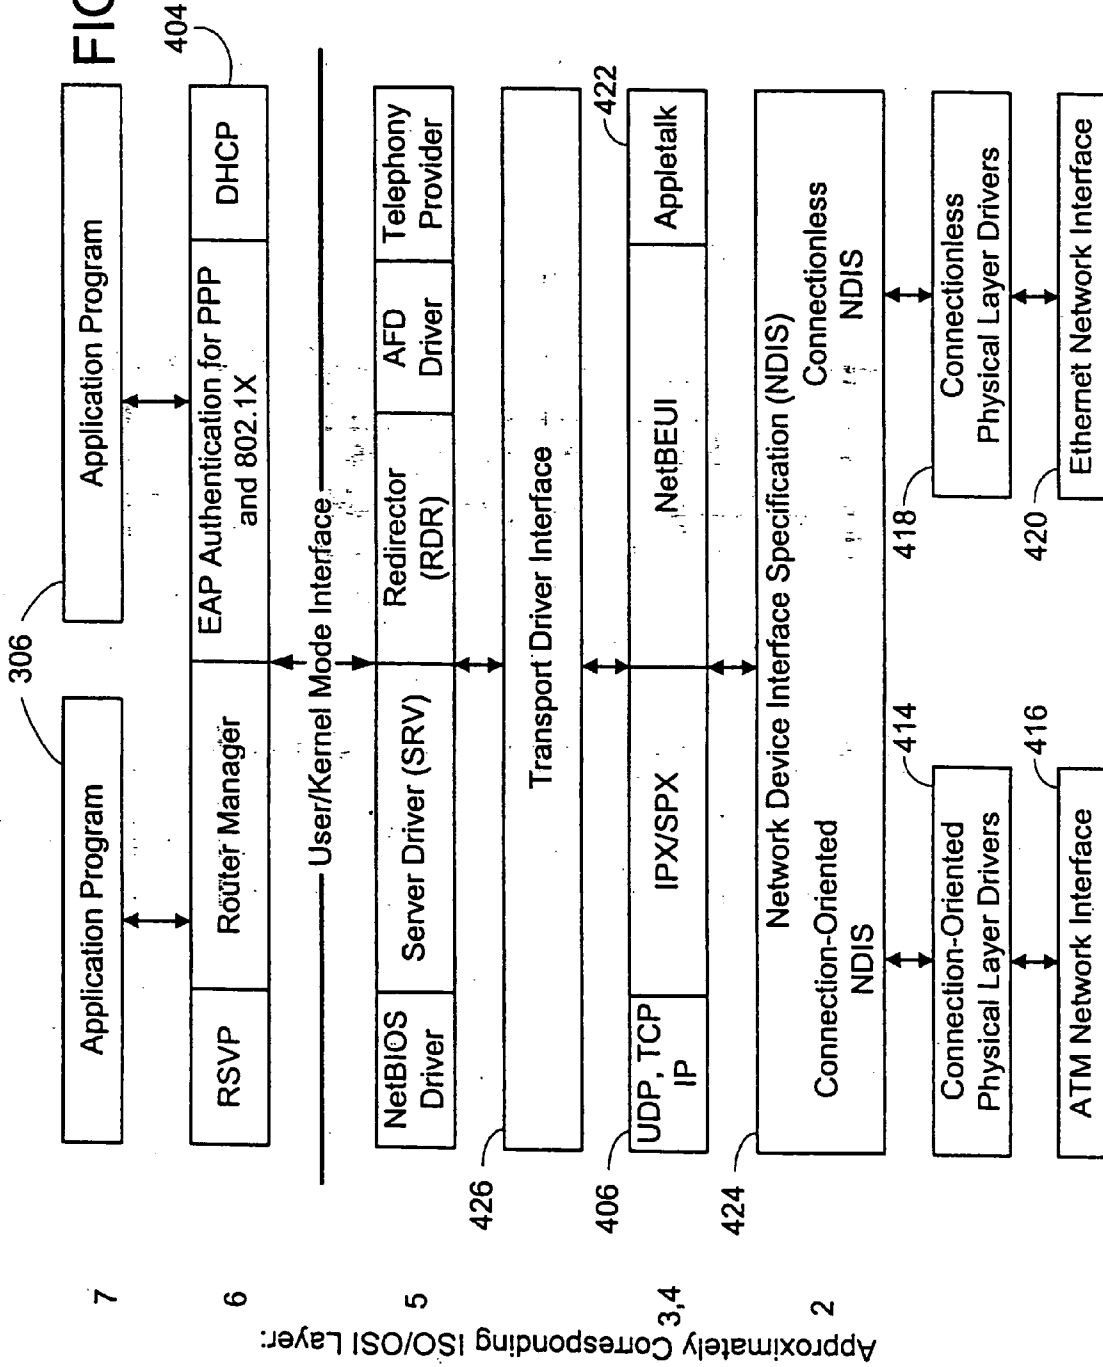 FIG
Approximately Corresponding ISO/OSI Layer:
306
7
Application Program
Application Program
404
6
RSVP
Router Manager
EAP Authentication for PPP
and 802.1X
DHCP
User/Kernel Mode Interface
5
NetBIOS
Driver
Server Driver (SRV)
Redirector
(RDR)
AFD
Driver
Telephony
Provider
426
Transport Driver Interface
406
422
3,4
UDP, TCP
IP
IPX/SPX
NetBEUI
Appletalk
424
2
Network Device Interface Specification (NDIS)
Connection-Oriented
NDIS
Connectionless
NDIS
414
418
Connection-Oriented
Physical Layer Drivers
Connectionless
Physical Layer Drivers
416
420
ATM Network Interface
Ethernet Network Interface